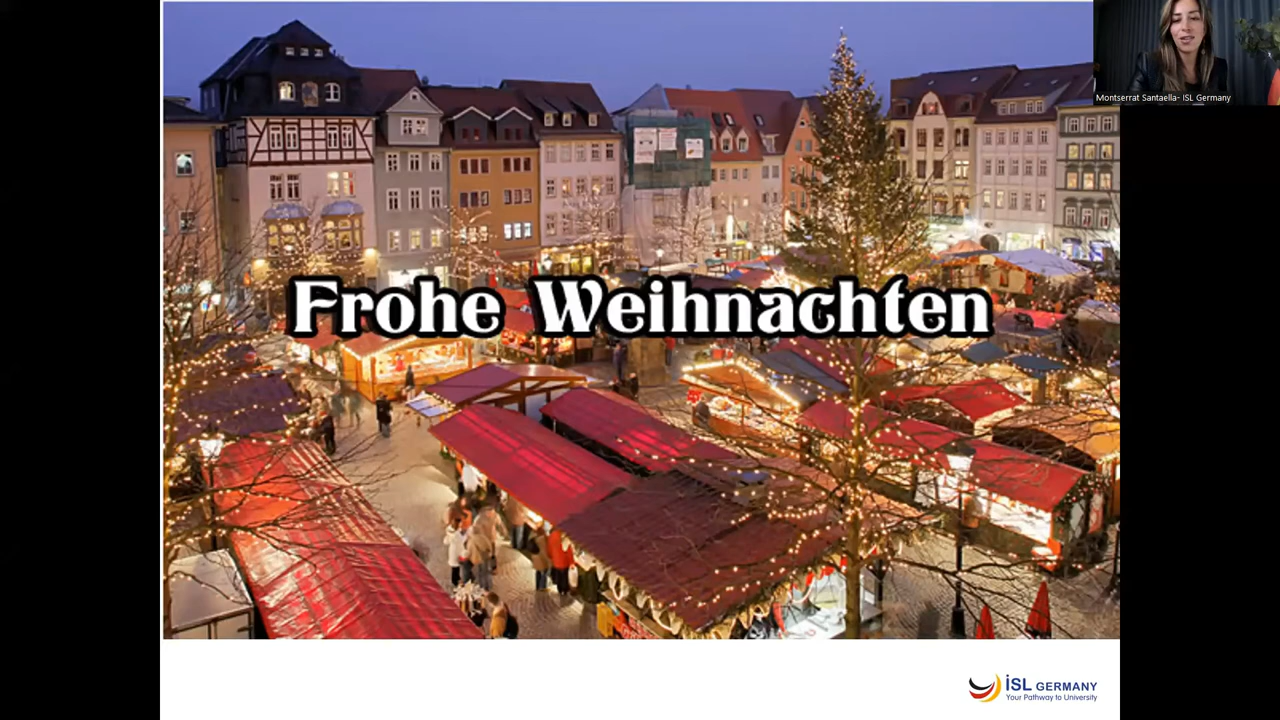 Montserrat Santaella- ISL Germany
Frohe Weihnachten
iSL GERMANY
Your Pathway to University